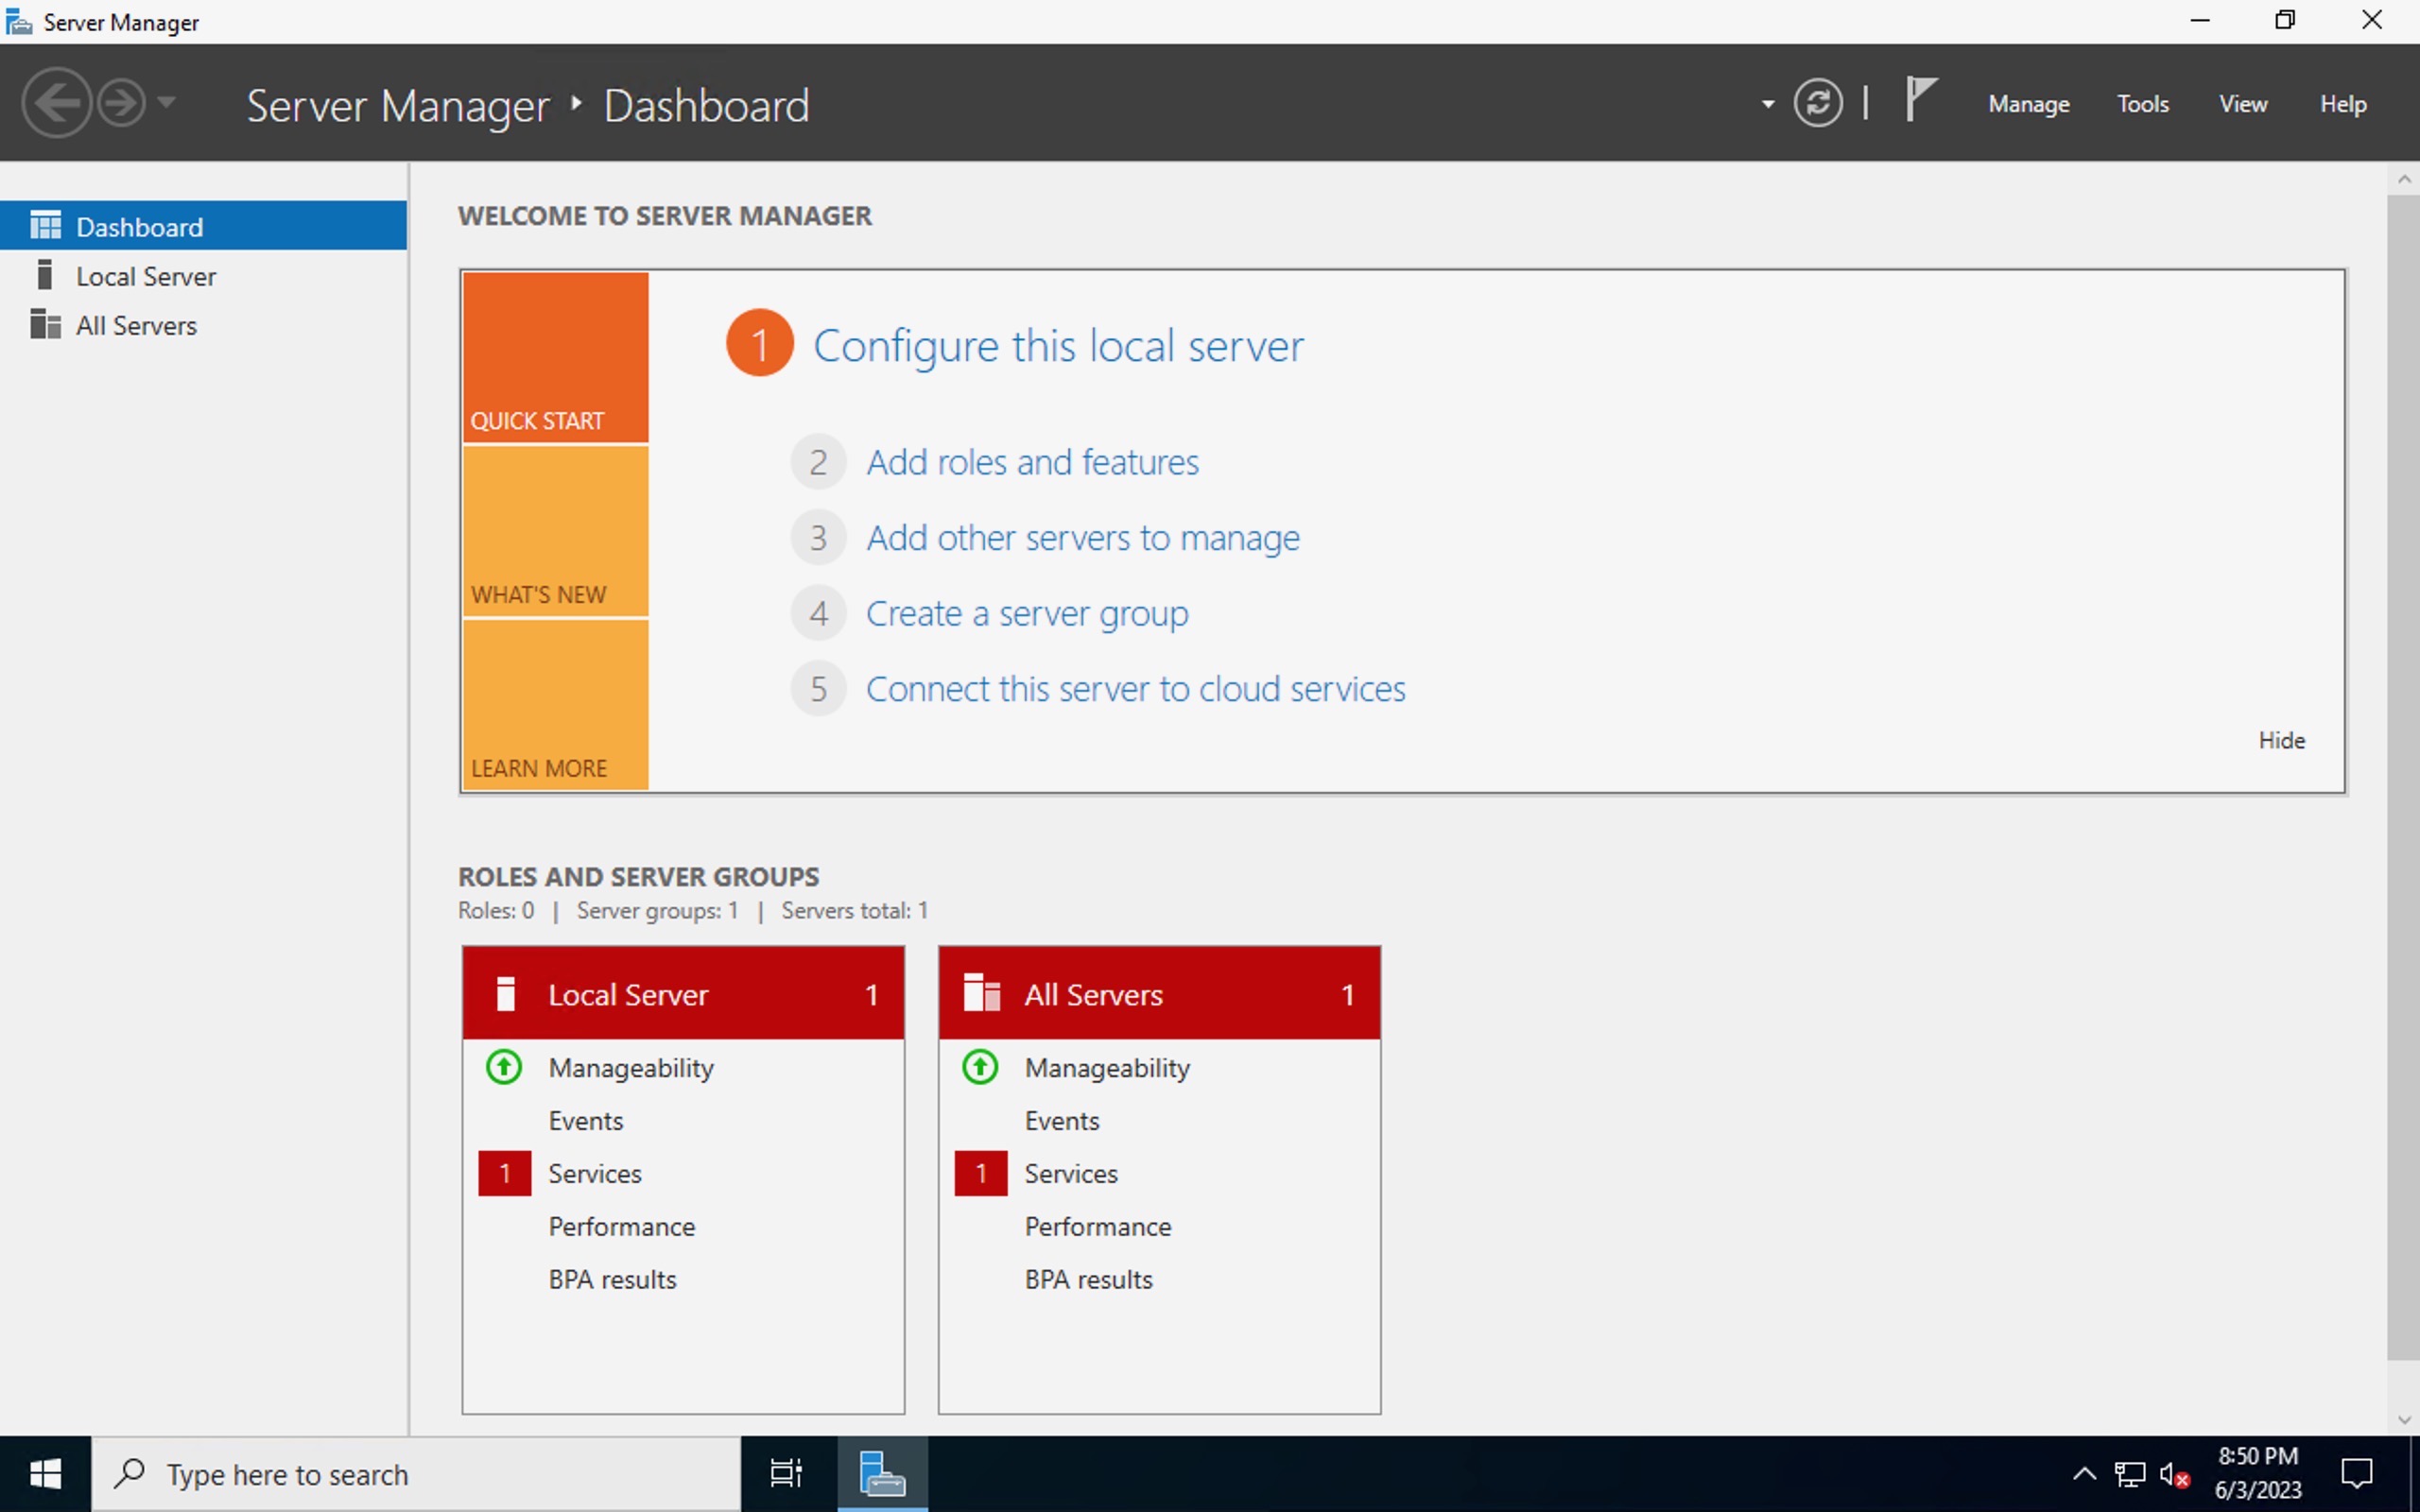 Server Manager
Server Manager Dashboard
Manage Tools View Help
Dashboard
Local Server
All Servers
WELCOME TO SERVER MANAGER
QUICK START
WHAT'S NEW
LEARN MORE
1 Configure this local server
2 Add roles and features
3 Add other servers to manage
4 Create a server group
5 Connect this server to cloud services
Hide
ROLES AND SERVER GROUPS
Roles: 0 | Server groups: 1 | Servers total: 1
Local Server 1
Manageability
Events
1 Services
Performance
BPA results
All Servers 1
Manageability
Events
1 Services
Performance
BPA results
Type here to search
8:50 PM
6/3/2023